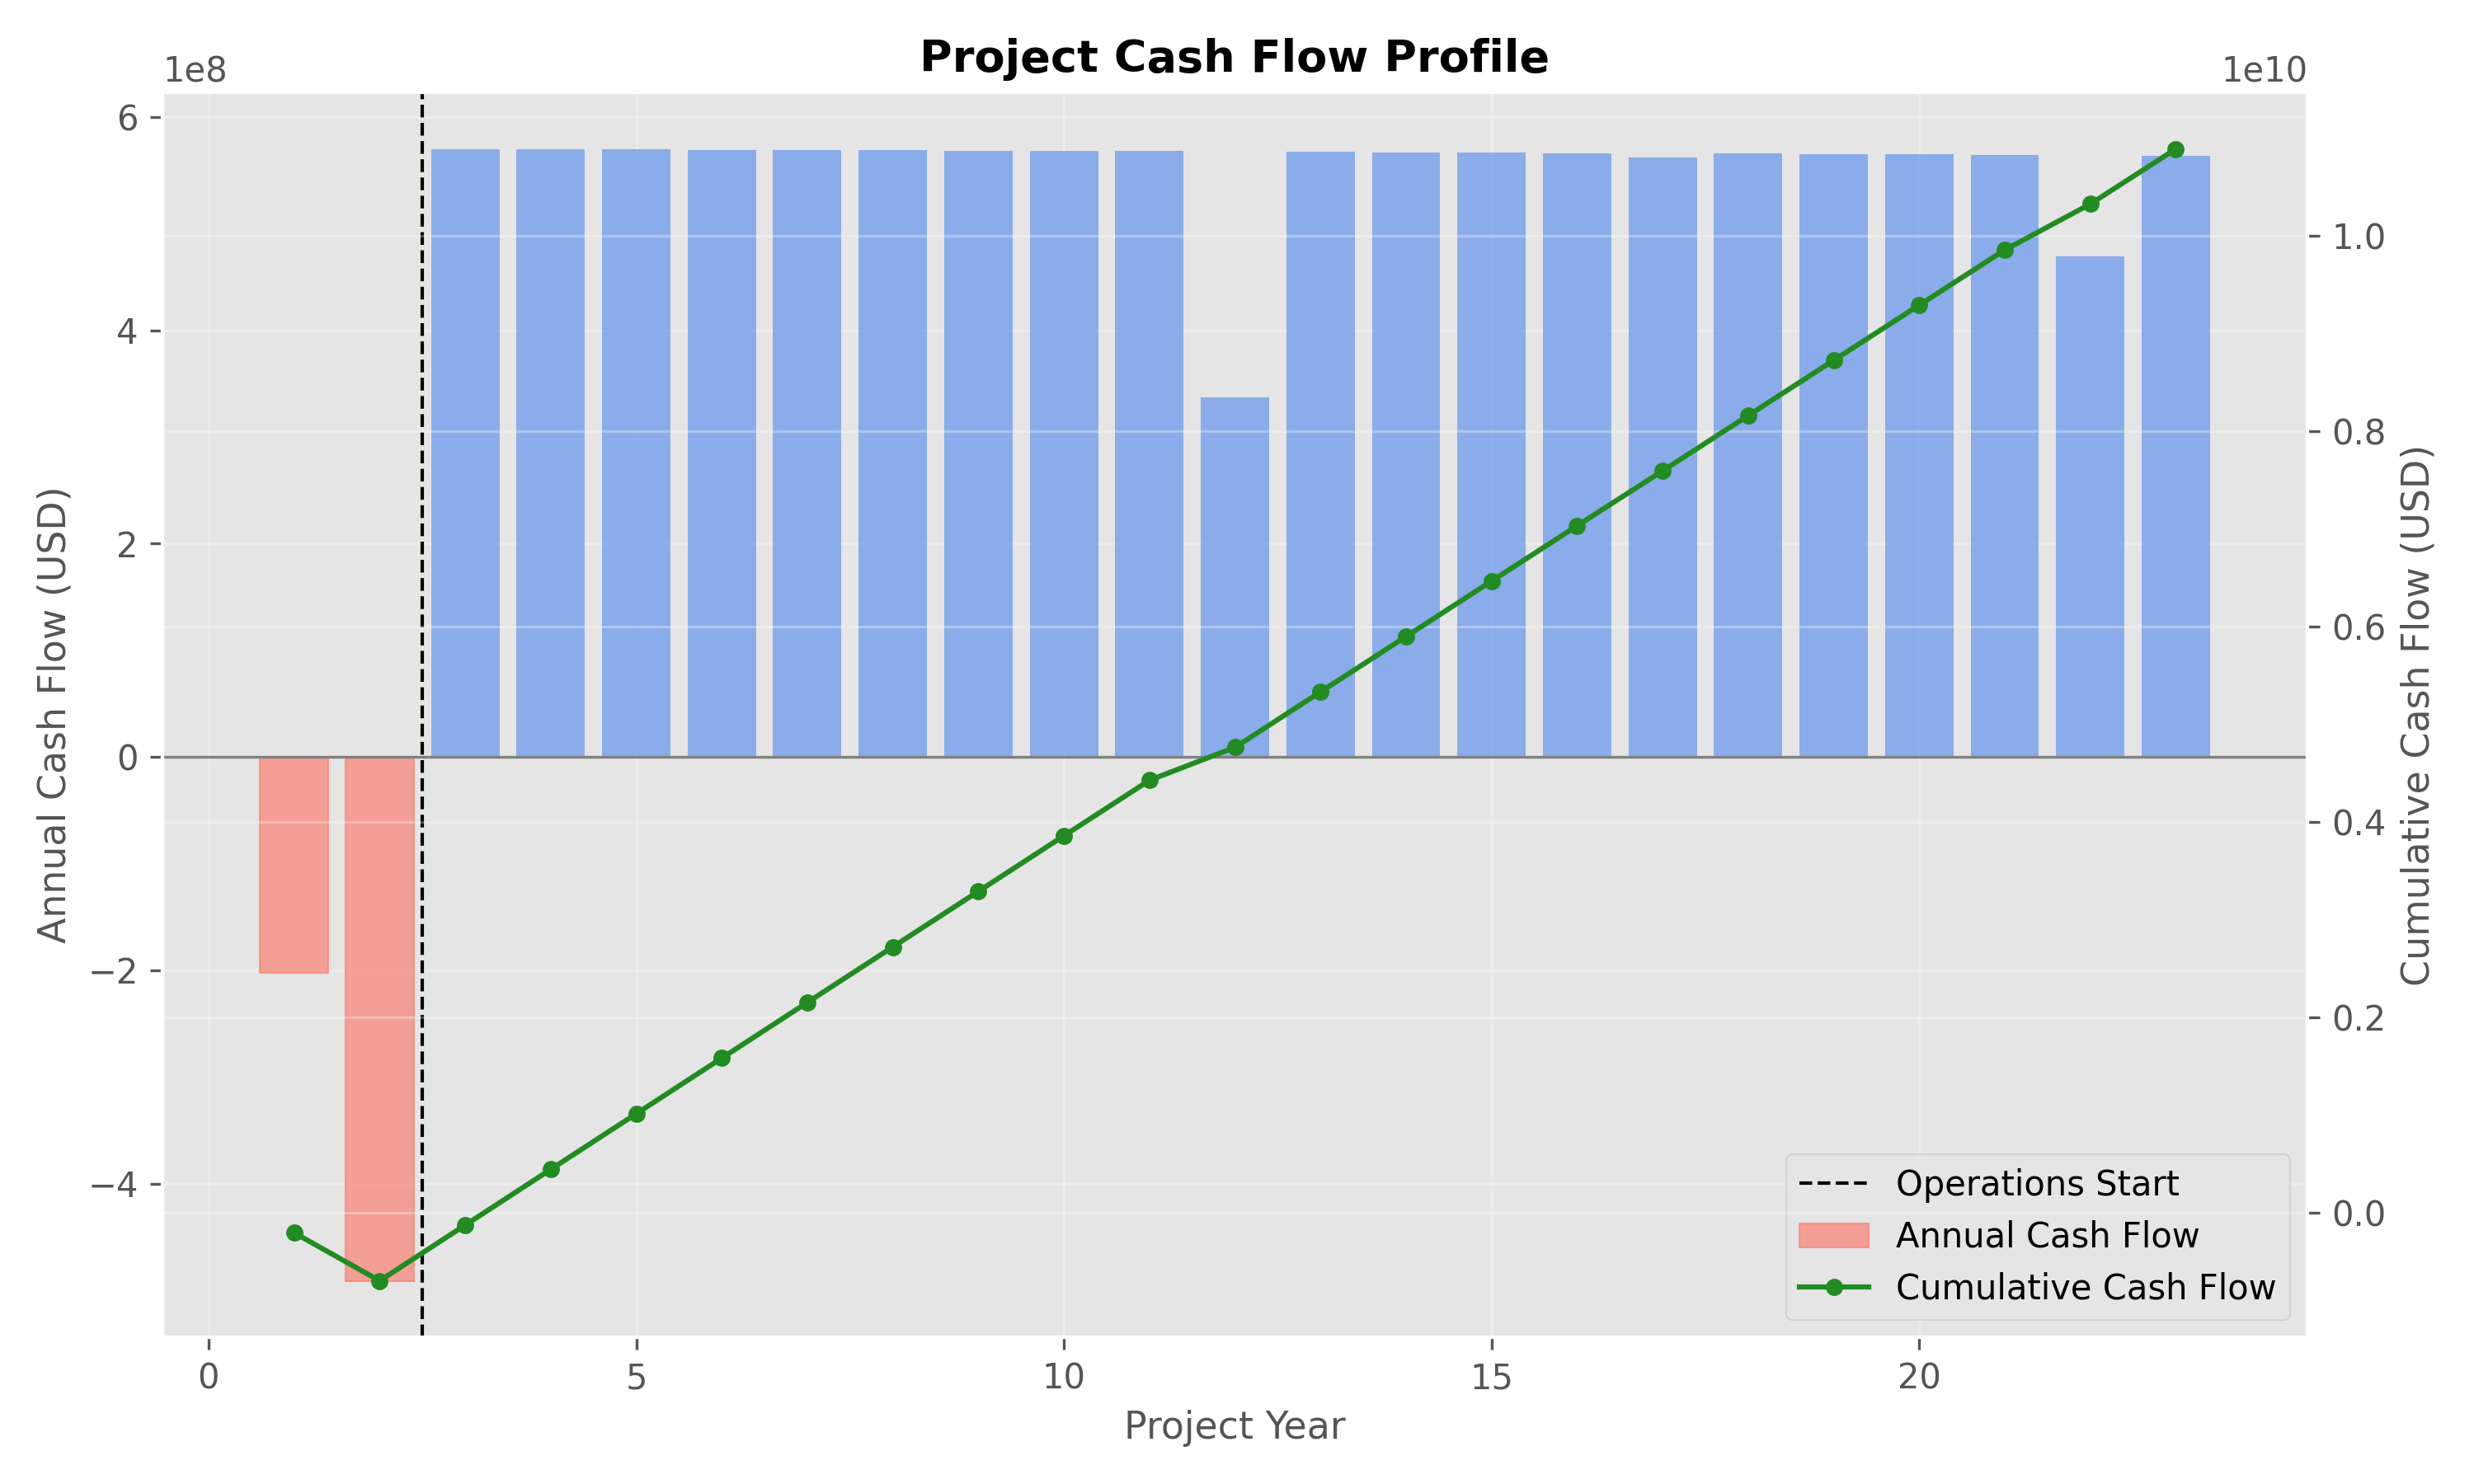 Project Cash Flow Profile
1e8
1e10
6
4
2
0
−2
−4
Annual Cash Flow (USD)
1.0
0.8
0.6
0.4
0.2
0.0
Cumulative Cash Flow (USD)
Operations Start
Annual Cash Flow
Cumulative Cash Flow
0 5 10 15 20
Project Year